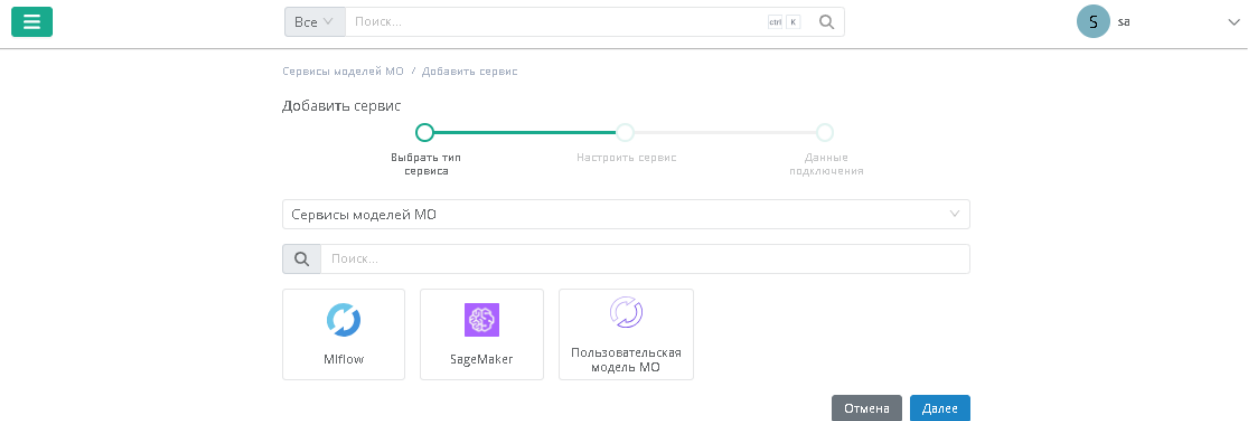 Все Поиск... ctrl K S sa
Сервисы моделей МО / Добавить сервис
Добавить сервис
Выбрать тип
сервиса
Настроить сервис
Данные
подключения
Сервисы моделей МО
Поиск...
Mlflow
SageMaker
Пользовательская
модель МО
Отмена Далее